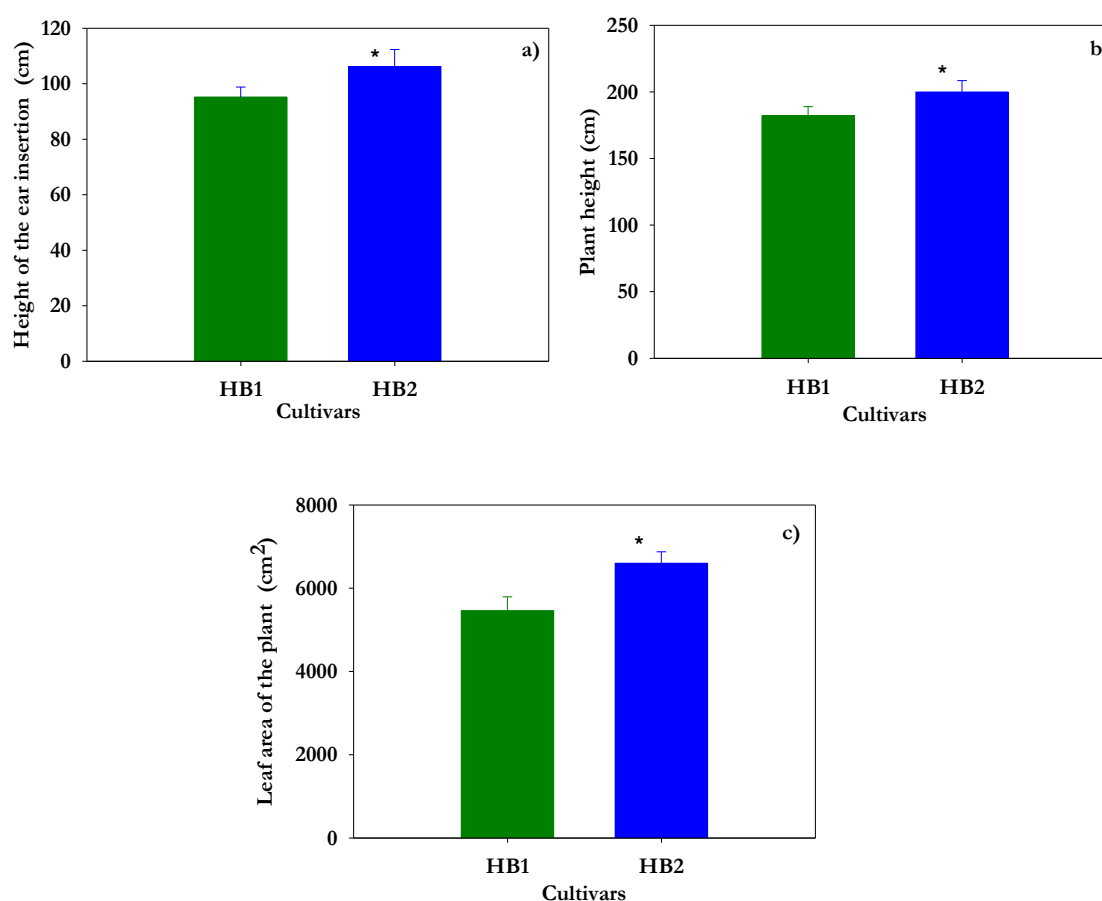 Height of the ear insertion (cm)
120
100
80
60
40
20
0
*
a)
HB1
HB2
Cultivars
Plant height (cm)
250
200
150
100
50
0
*
b
HB1
HB2
Cultivars
Leaf area of the plant (cm²)
8000
6000
4000
2000
0
*
c)
HB1
HB2
Cultivars